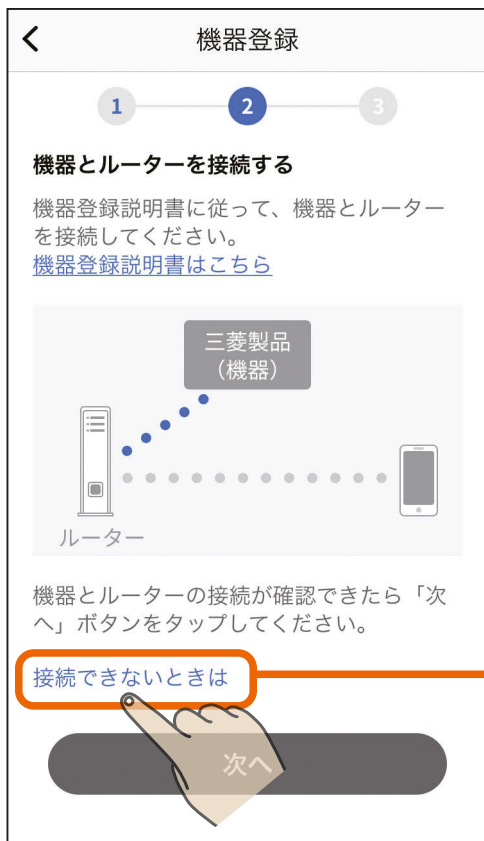 機器登録
1 2 3
機器とルーターを接続する
機器登録説明書に従って、機器とルーター
を接続してください。
機器登録説明書はこちら
三菱製品
（機器）
ルーター
機器とルーターの接続が確認できたら「次
へ」ボタンをタップしてください。
接続できないときは
次へ